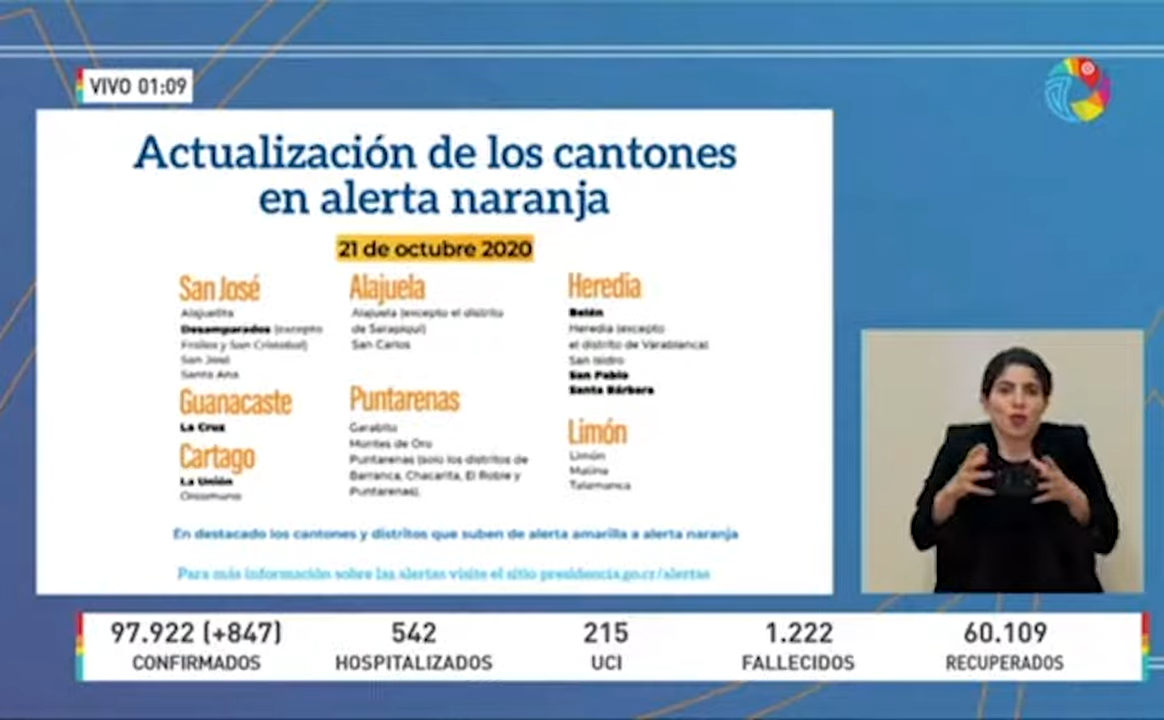 VIVO 01:09
Actualización de los cantones
en alerta naranja
21 de octubre 2020
San José
Alajuelita
Desamparados (excepto
Frailes y San Cristobal)
San José
Santa Ana
Guanacaste
La Cruz
Cartago
La Unión
Oreamuno
Alajuela
Alajuela (excepto el distrito
de Sarapiquí)
San Carlos
Puntarenas
Garabito
Montes de Oro
Puntarenas (solo los distritos de
Barranca, Chacarita, El Roble y
Puntarenas).
Heredia
Belén
Heredia (excepto
el distrito de Varablanca)
San Isidro
San Pablo
Santa Bárbara
Limón
Limón
Matina
Talamanca
En destacado los cantones y distritos que suben de alerta amarilla a alerta naranja
Para más información sobre las alertas visite el sitio presidencia.go.cr/alertas
97.922 (+847) 542 215 1.222 60.109
CONFIRMADOS HOSPITALIZADOS UCI FALLECIDOS RECUPERADOS